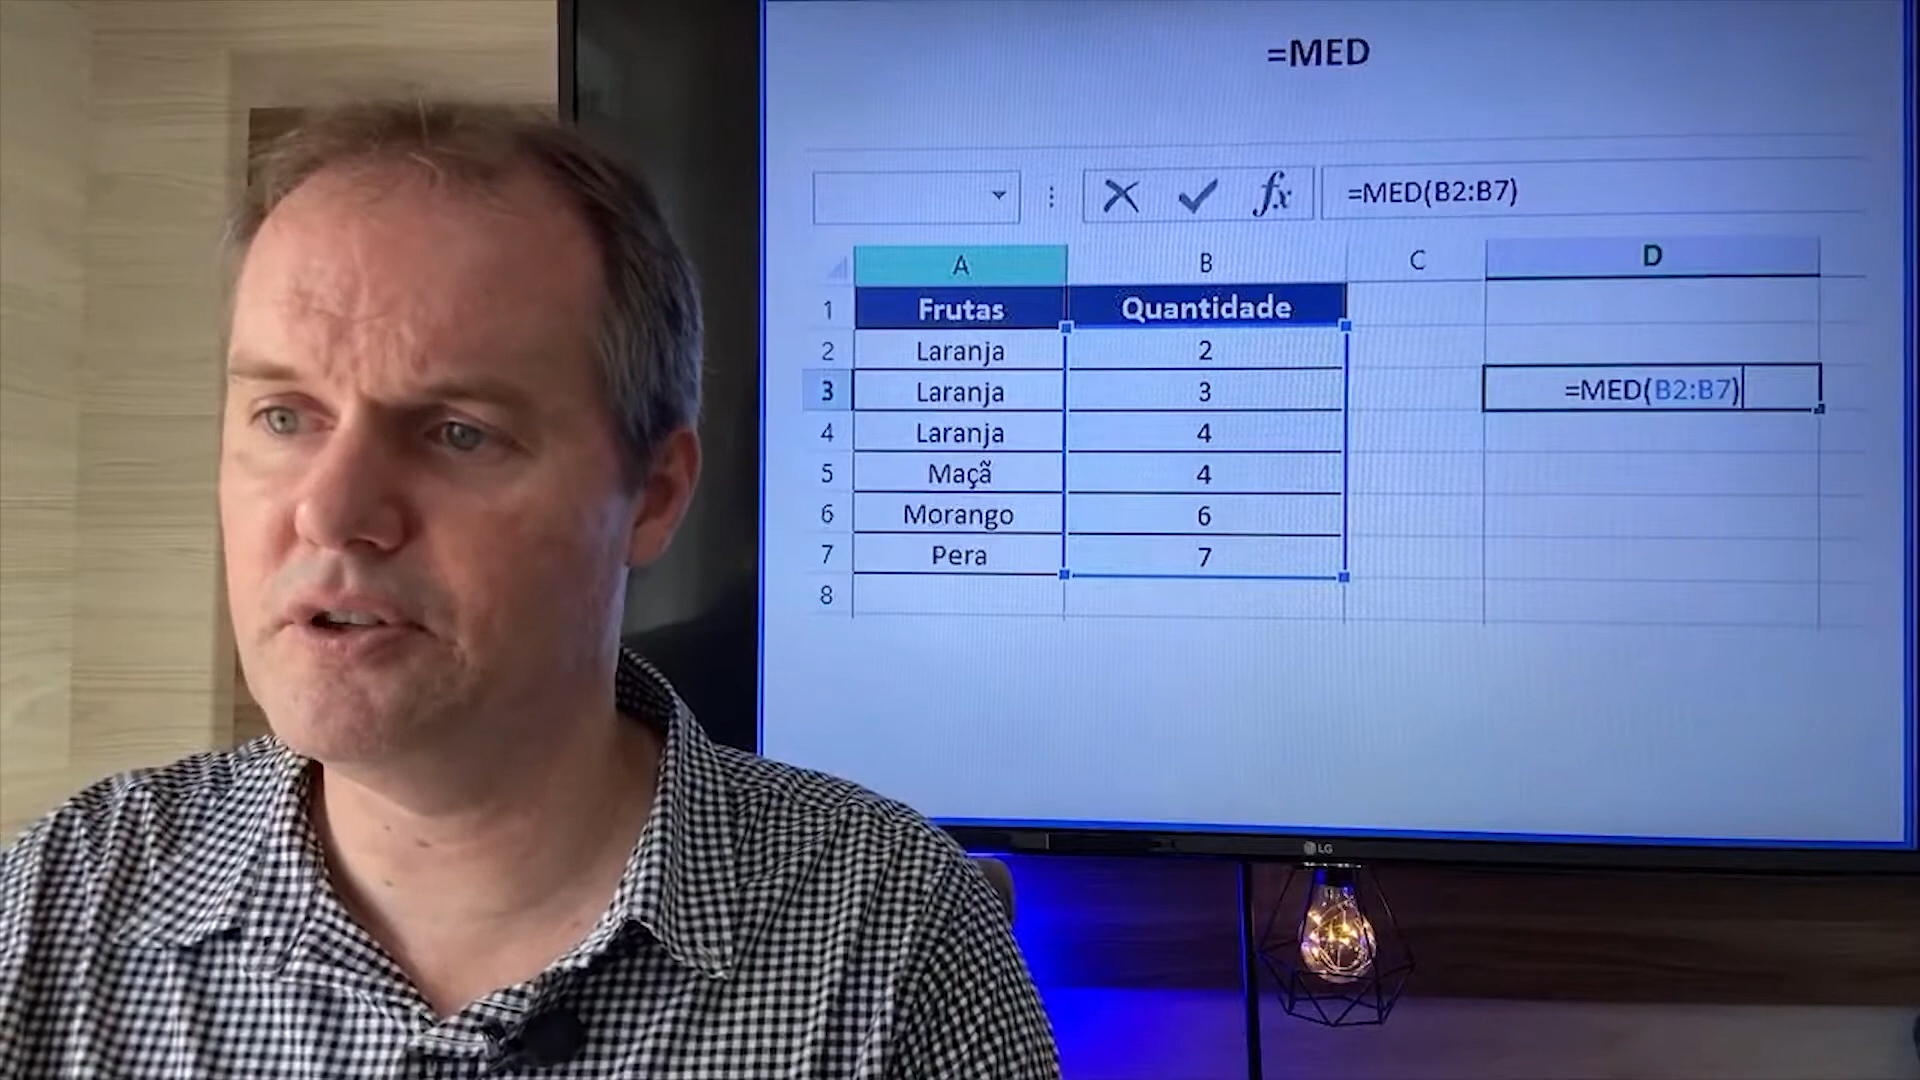 =MED
fx =MED(B2:B7)
A B C D
1 Frutas Quantidade
2 Laranja 2
3 Laranja 3 =MED(B2:B7)
4 Laranja 4
5 Maçã 4
6 Morango 6
7 Pera 7
8
LG